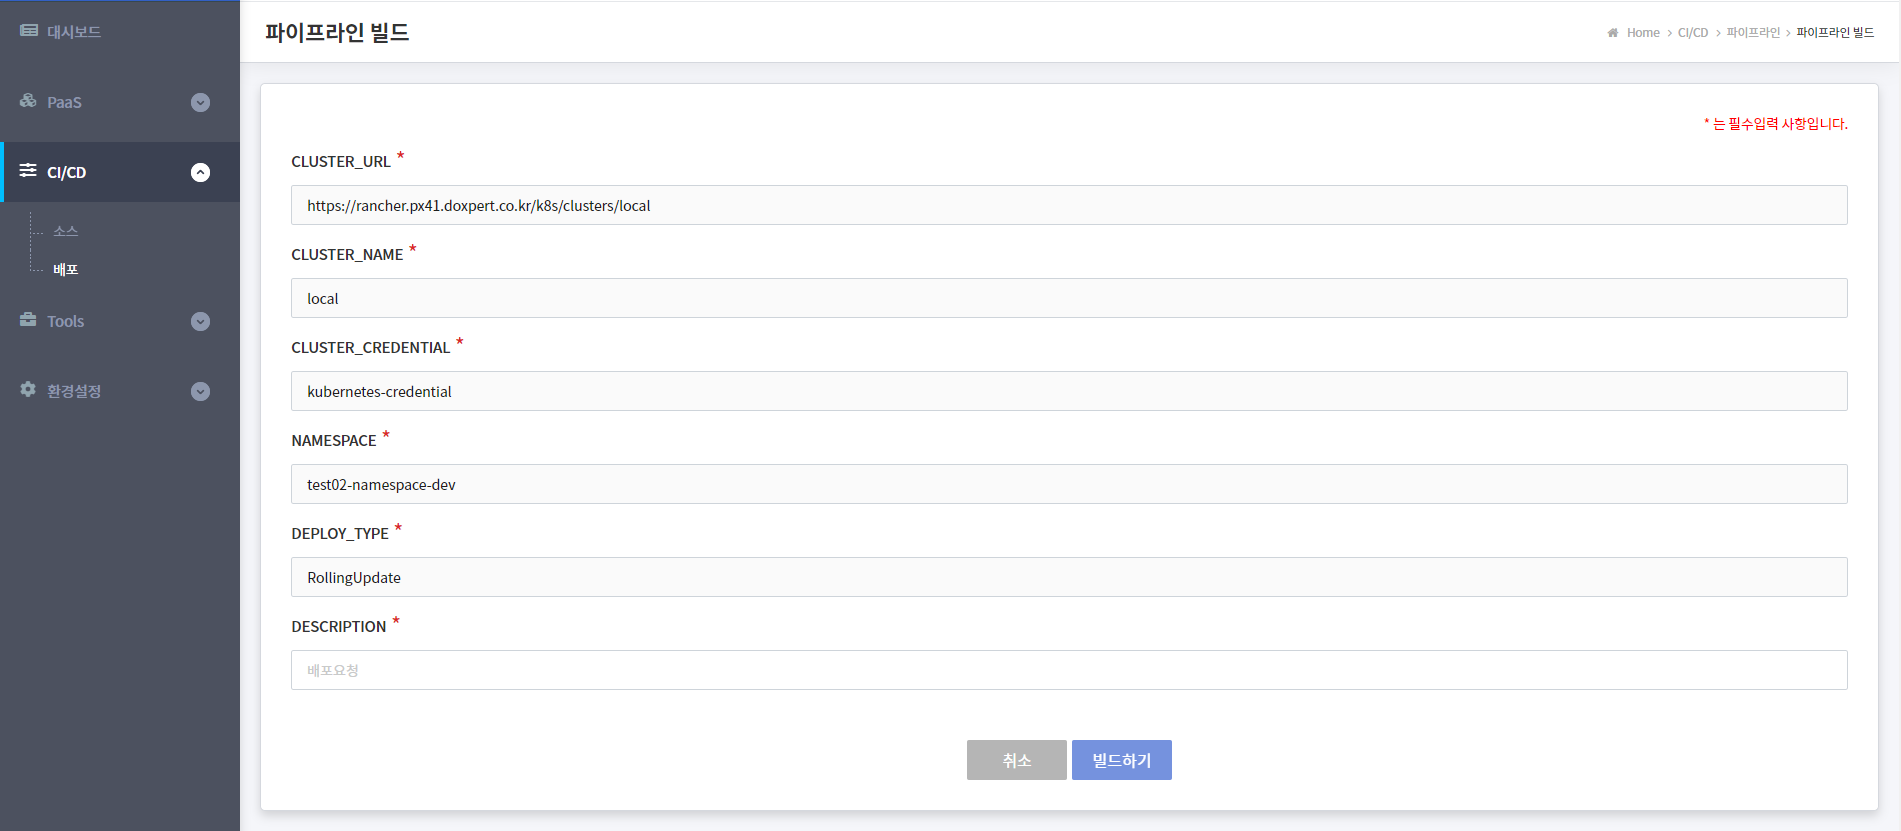 대시보드
PaaS
CI/CD
소스
배포
Tools
환경설정
파이프라인 빌드
Home > CI/CD > 파이프라인 > 파이프라인 빌드
* 는 필수입력 사항입니다.
CLUSTER_URL *
https://rancher.px41.doxpert.co.kr/k8s/clusters/local
CLUSTER_NAME *
local
CLUSTER_CREDENTIAL *
kubernetes-credential
NAMESPACE *
test02-namespace-dev
DEPLOY_TYPE *
RollingUpdate
DESCRIPTION *
배포요청
취소
빌드하기